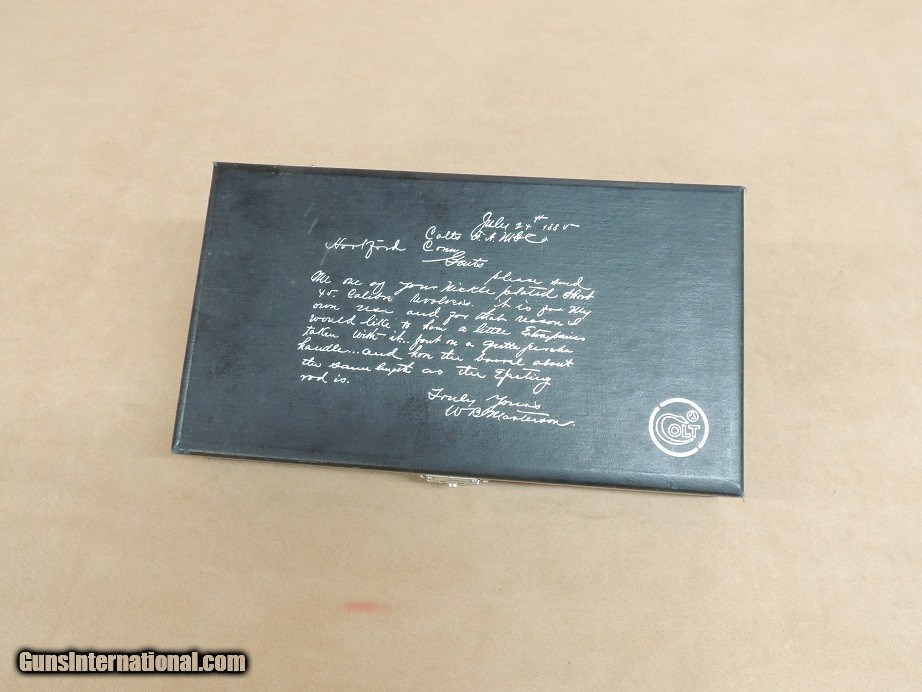 July 24th 1885
Colts F. A. Mfg Co
Hartford Conn
Gents
please send
Me one of your Nickle plated Short
45. Calibre Revolvers. it is for My
own use and for that reason I
would like to have a little Extrapains
taken with it.. put on a gutta percha
handle... and have the barrel about
the same length as the Ejecting
rod is.
Truly Yours
W B Masterson.
COLT
GunsInternational.com